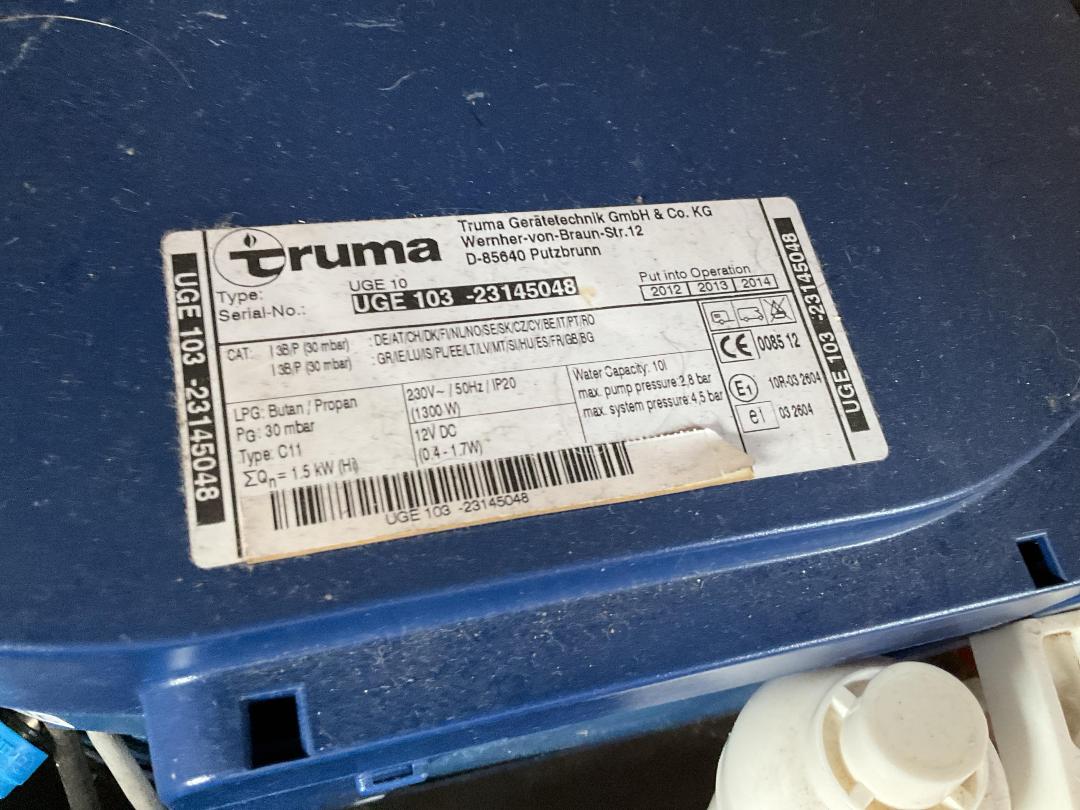 truma
Truma Gerätetechnik GmbH & Co. KG
Wernher-von-Braun-Str.12
D-85640 Putzbrunn
Type: UGE 10
Serial-No.: UGE 103 -23145048
Put into Operation
2012 2013 2014
CAT: I 3B/P (30 mbar) : DE/AT/CH/DK/FI/NL/NO/SE/SK/CZ/CY/BE/IT/PT/RO
I 3B/P (30 mbar) : GR/IE/LU/IS/PL/EE/LT/LV/MT/SI/HU/ES/FR/GB/BG
CE 0085 12
LPG: Butan / Propan
PG: 30 mbar
Type: C11
ΣQn = 1.5 kW (Hi)
230V~ / 50Hz / IP20
(1300 W)
12V DC
(0.4 - 1.7W)
Water Capacity: 10l
max. pump pressure:2,8 bar
max. system pressure:4,5 bar
E1 10R-03 2604
e1 03 2604
UGE 103 -23145048
UGE 103 -23145048
UGE 103 -23145048